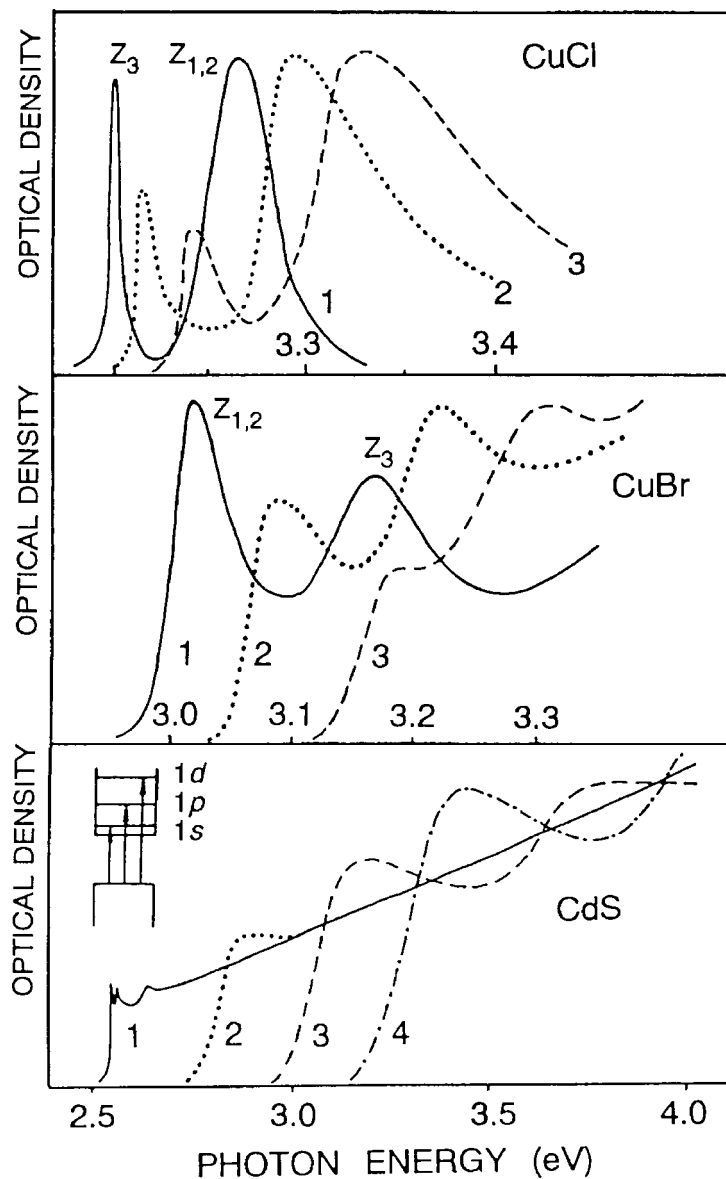 OPTICAL DENSITY
Z3
Z1,2
CuCl
1
2
3
3.3
3.4
OPTICAL DENSITY
Z1,2
Z3
CuBr
1
2
3
3.0
3.1
3.2
3.3
OPTICAL DENSITY
1d
1p
1s
CdS
1
2
3
4
2.5
3.0
3.5
4.0
PHOTON ENERGY (eV)